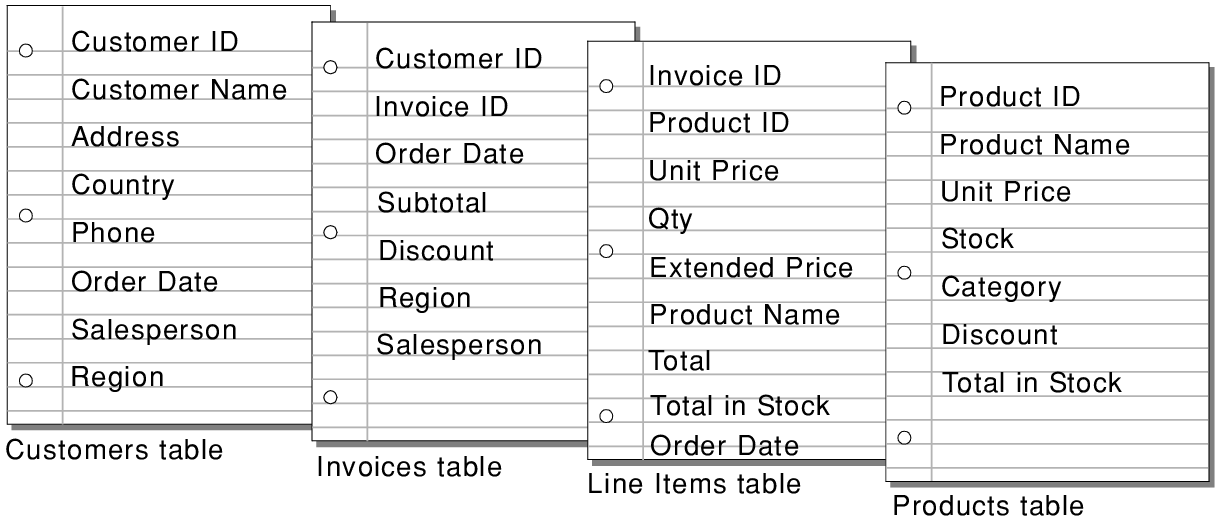 Customer ID
Customer Name
Address
Country
Phone
Order Date
Salesperson
Region
Customers table
Customer ID
Invoice ID
Order Date
Subtotal
Discount
Region
Salesperson
Invoices table
Invoice ID
Product ID
Unit Price
Qty
Extended Price
Product Name
Total
Total in Stock
Order Date
Line Items table
Product ID
Product Name
Unit Price
Stock
Category
Discount
Total in Stock
Products table